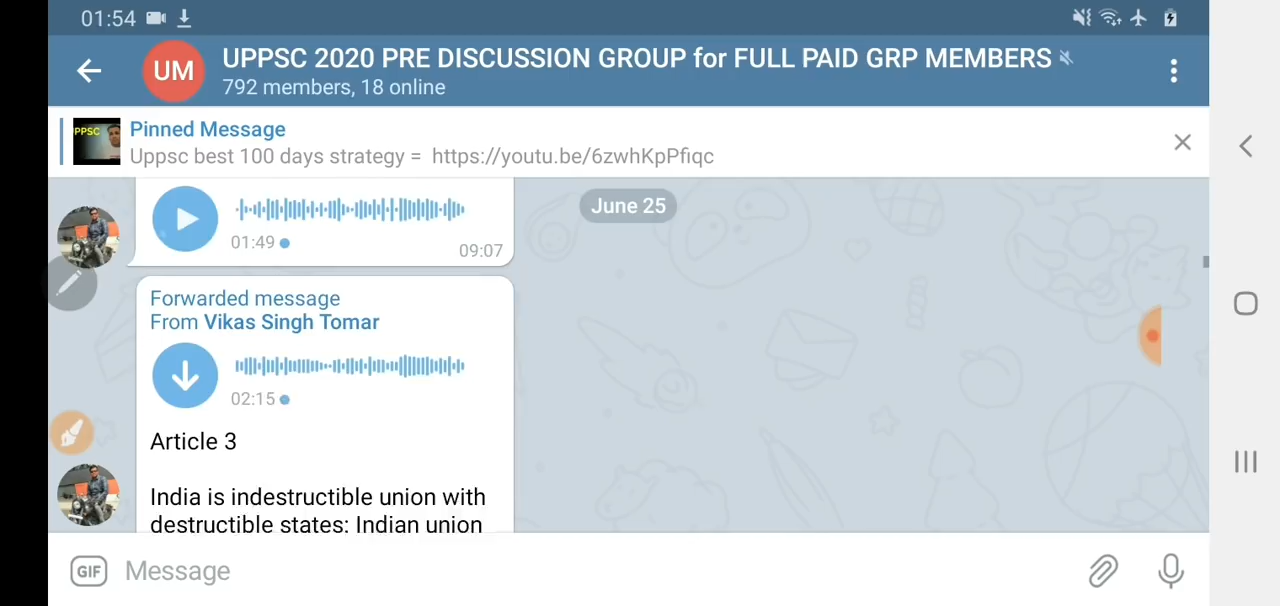 01:54
UM
UPPSC 2020 PRE DISCUSSION GROUP for FULL PAID GRP MEMBERS
792 members, 18 online
PPSC
Pinned Message
Uppsc best 100 days strategy = https://youtu.be/6zwhKpPfiqc
June 25
01:49
09:07
Forwarded message
From Vikas Singh Tomar
02:15
Article 3
India is indestructible union with
destructible states: Indian union
GIF Message